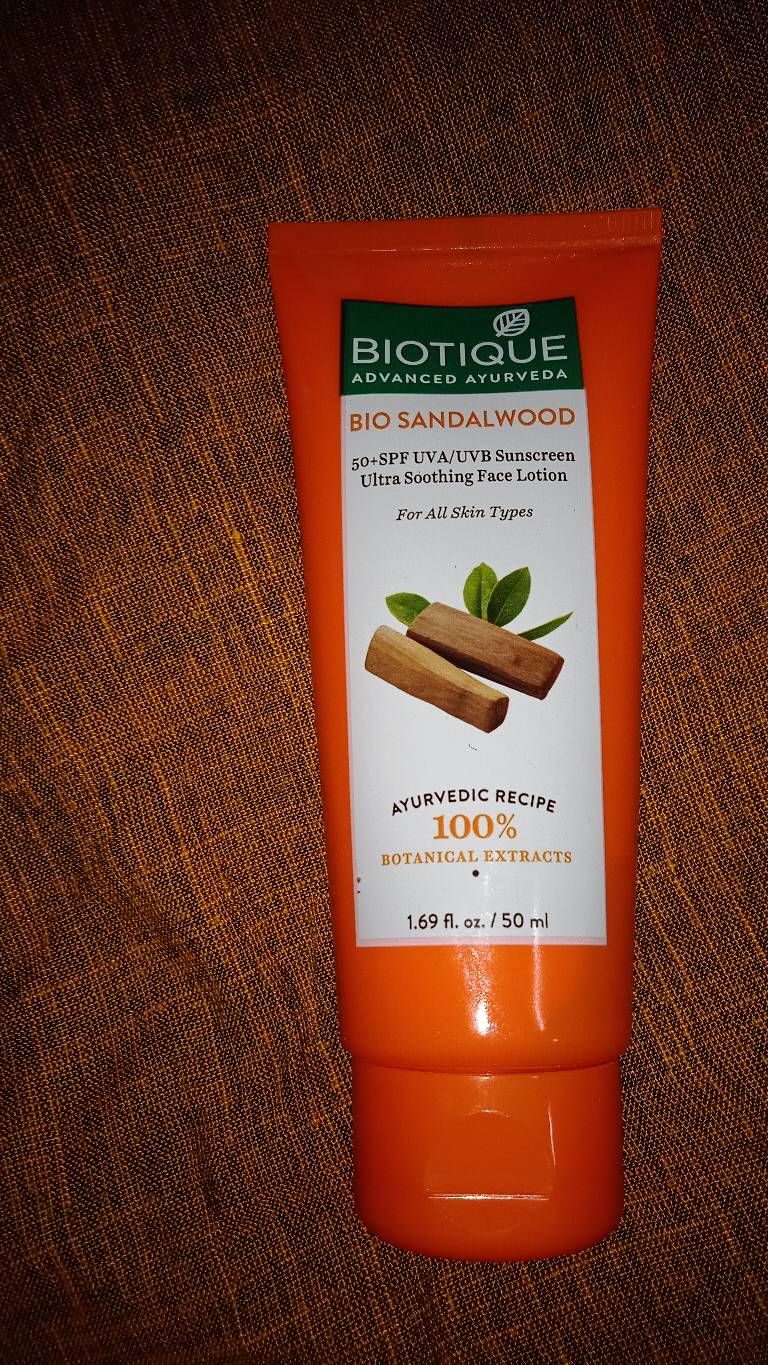 BIOTIQUE
ADVANCED AYURVEDA
BIO SANDALWOOD
50+SPF UVA/UVB Sunscreen
Ultra Soothing Face Lotion
For All Skin Types
AYURVEDIC RECIPE
100%
BOTANICAL EXTRACTS
1.69 fl. oz. / 50 ml